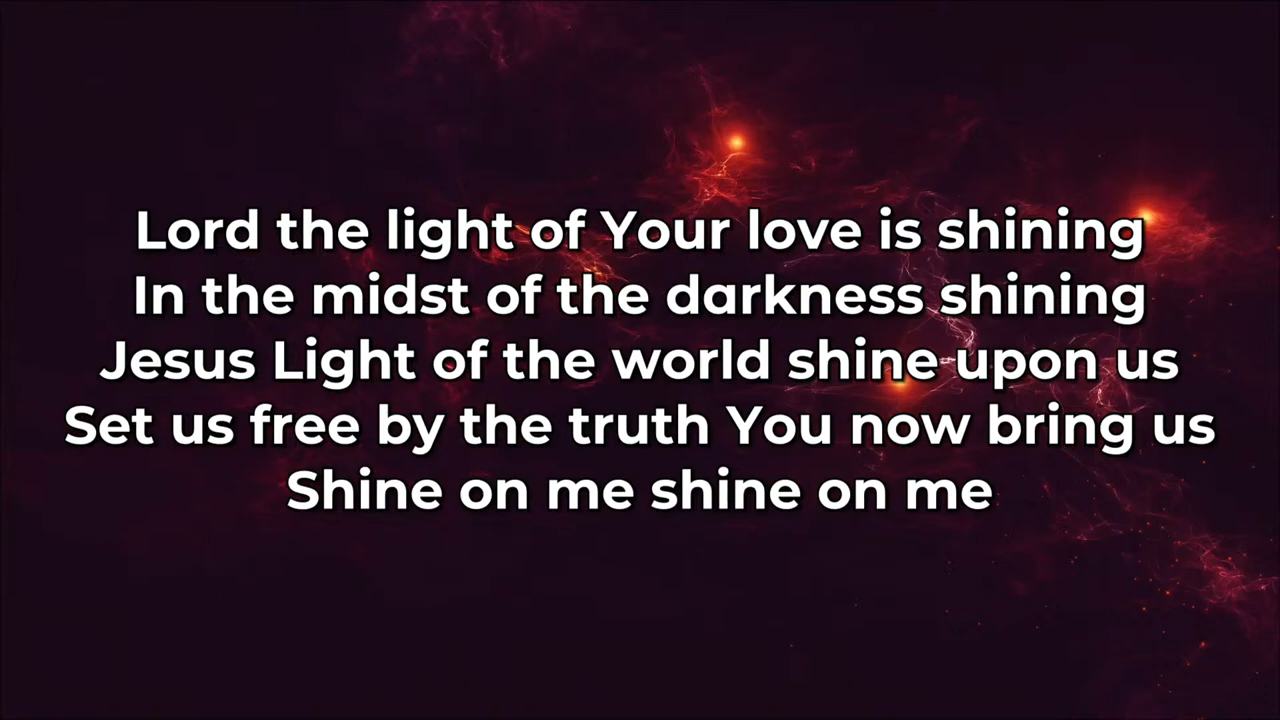 Lord the light of Your love is shining
In the midst of the darkness shining
Jesus Light of the world shine upon us
Set us free by the truth You now bring us
Shine on me shine on me